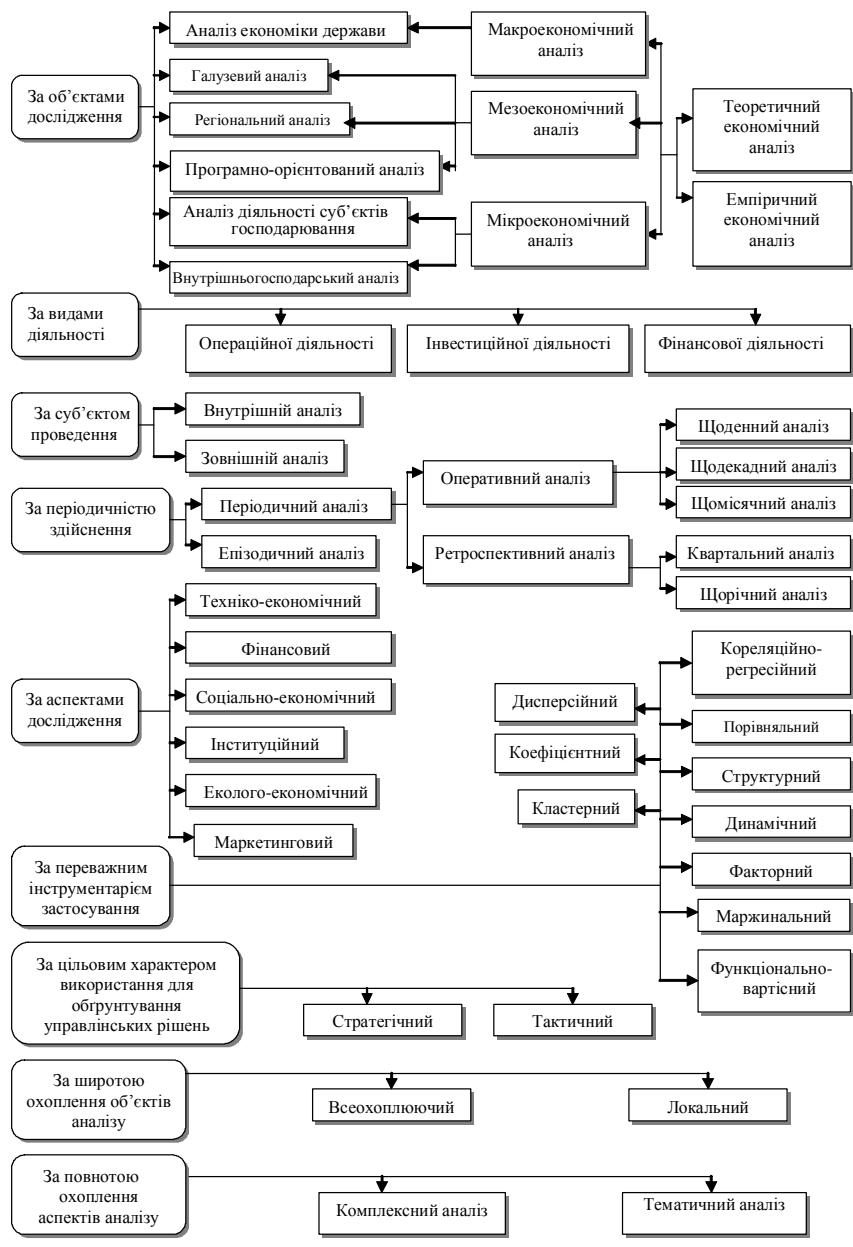 За об’єктами
дослідження
Аналіз економіки держави
Галузевий аналіз
Регіональний аналіз
Програмно-орієнтований аналіз
Аналіз діяльності суб’єктів
господарювання
Внутрішньогосподарський аналіз
Макроекономічний
аналіз
Мезоекономічний
аналіз
Мікроекономічний
аналіз
Теоретичний
економічний
аналіз
Емпіричний
економічний
аналіз
За видами
діяльності
Операційної діяльності
Інвестиційної діяльності
Фінансової діяльності
За суб’єктом
проведення
Внутрішній аналіз
Зовнішній аналіз
За періодичністю
здійснення
Періодичний аналіз
Епізодичний аналіз
Оперативний аналіз
Ретроспективний аналіз
Щоденний аналіз
Щодекадний аналіз
Щомісячний аналіз
Квартальний аналіз
Щорічний аналіз
За аспектами
дослідження
Техніко-економічний
Фінансовий
Соціально-економічний
Інституційний
Еколого-економічний
Маркетинговий
За переважним
інструментарієм
застосування
Дисперсійний
Коефіцієнтний
Кластерний
Кореляційно-
регресійний
Порівняльний
Структурний
Динамічний
Факторний
Маржинальний
Функціонально-
вартісний
За цільовим характером
використання для
обґрунтування
управлінських рішень
Стратегічний
Тактичний
За широтою
охоплення об’єктів
аналізу
Всеохоплюючий
Локальний
За повнотою
охоплення
аспектів аналізу
Комплексний аналіз
Тематичний аналіз